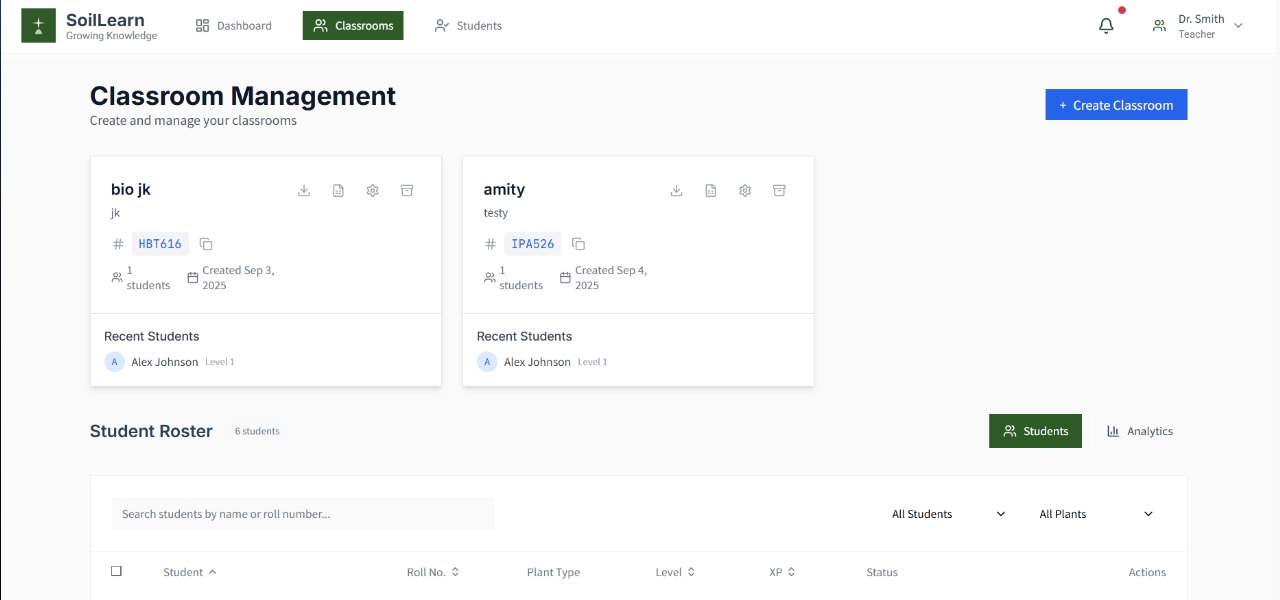 SoilLearn
Growing Knowledge
Dashboard
Classrooms
Students
Dr. Smith
Teacher
Classroom Management
Create and manage your classrooms
+ Create Classroom
bio jk
jk
# HBT616
1
students
Created Sep 3,
2025
Recent Students
A Alex Johnson Level 1
amity
testy
# IPA526
1
students
Created Sep 4,
2025
Recent Students
A Alex Johnson Level 1
Student Roster 6 students
Students
Analytics
Search students by name or roll number...
All Students
All Plants
Student Roll No. Plant Type Level XP Status Actions